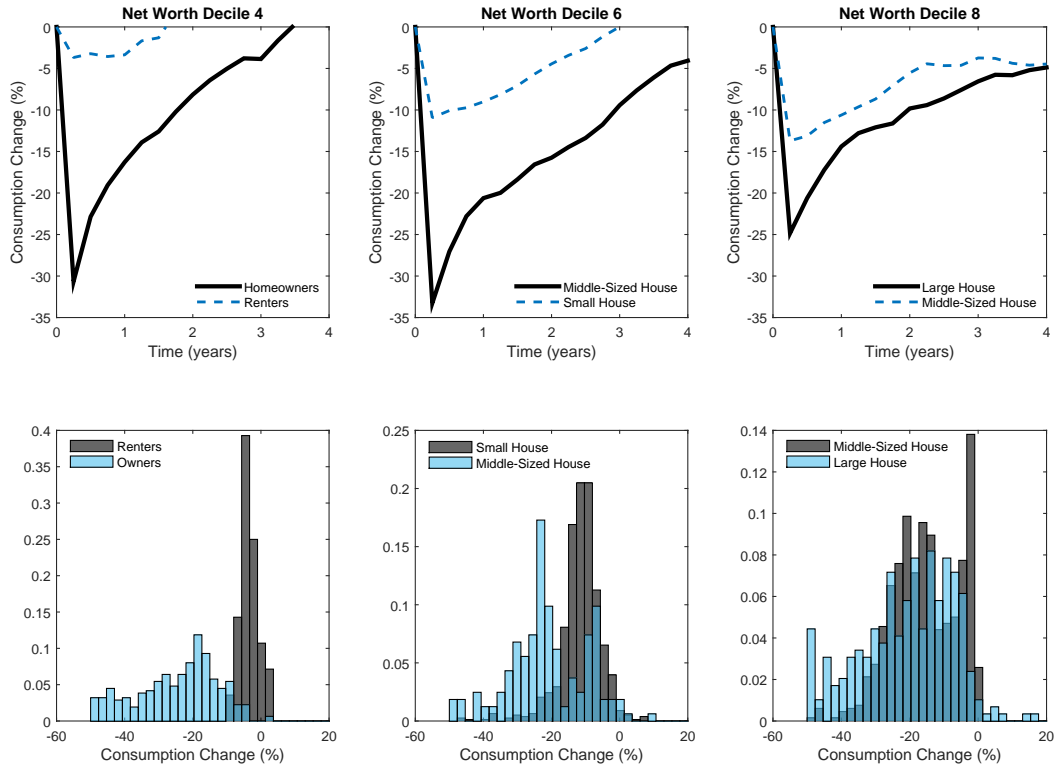 Net Worth Decile 4
0
-5
-10
-15
-20
-25
-30
-35
Consumption Change (%)
Homeowners
Renters
0 1 2 3 4
Time (years)
Net Worth Decile 6
0
-5
-10
-15
-20
-25
-30
-35
Consumption Change (%)
Middle-Sized House
Small House
0 1 2 3 4
Time (years)
Net Worth Decile 8
0
-5
-10
-15
-20
-25
-30
-35
Consumption Change (%)
Large House
Middle-Sized House
0 1 2 3 4
Time (years)
0.4
0.35
0.3
0.25
0.2
0.15
0.1
0.05
0
Renters
Owners
-60 -40 -20 0 20
Consumption Change (%)
0.25
0.2
0.15
0.1
0.05
0
Small House
Middle-Sized House
-60 -40 -20 0 20
Consumption Change (%)
0.14
0.12
0.1
0.08
0.06
0.04
0.02
0
Middle-Sized House
Large House
-60 -40 -20 0 20
Consumption Change (%)